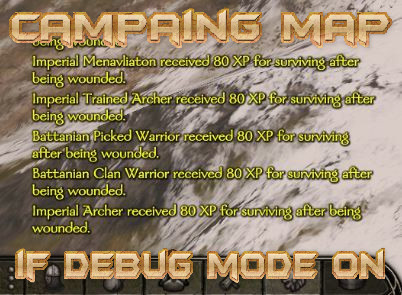 CAMPAING MAP
being wounded.
Imperial Menavliaton received 80 XP for surviving after
being wounded.
Imperial Trained Archer received 80 XP for surviving after
being wounded.
Battanian Picked Warrior received 80 XP for surviving
after being wounded.
Battanian Clan Warrior received 80 XP for surviving after
being wounded.
Imperial Archer received 80 XP for surviving after being
wounded.
IF DEBUG MODE ON